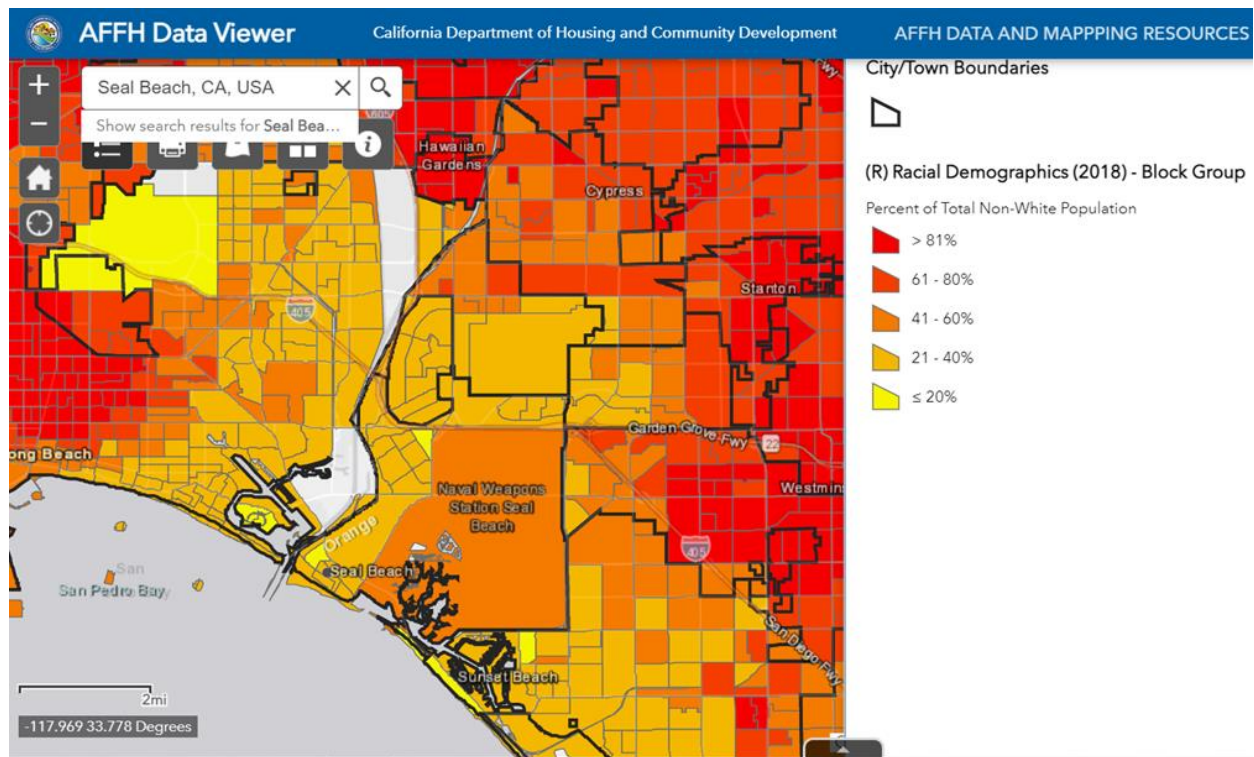 AFFH Data Viewer
California Department of Housing and Community Development
AFFH DATA AND MAPPPING RESOURCES
+
−
Seal Beach, CA, USA
Show search results for Seal Bea...
City/Town Boundaries
(R) Racial Demographics (2018) - Block Group
Percent of Total Non-White Population
> 81%
61 - 80%
41 - 60%
21 - 40%
≤ 20%
Hawaiian
Gardens
Cypress
Stanton
405
Garden Grove Fwy
22
ong Beach
Westmin
Naval Weapons
Station Seal
Beach
Orange
405
Seal Beach
San
San Pedro Bay
San Diego Fwy
Sunset Beach
2mi
-117.969 33.778 Degrees